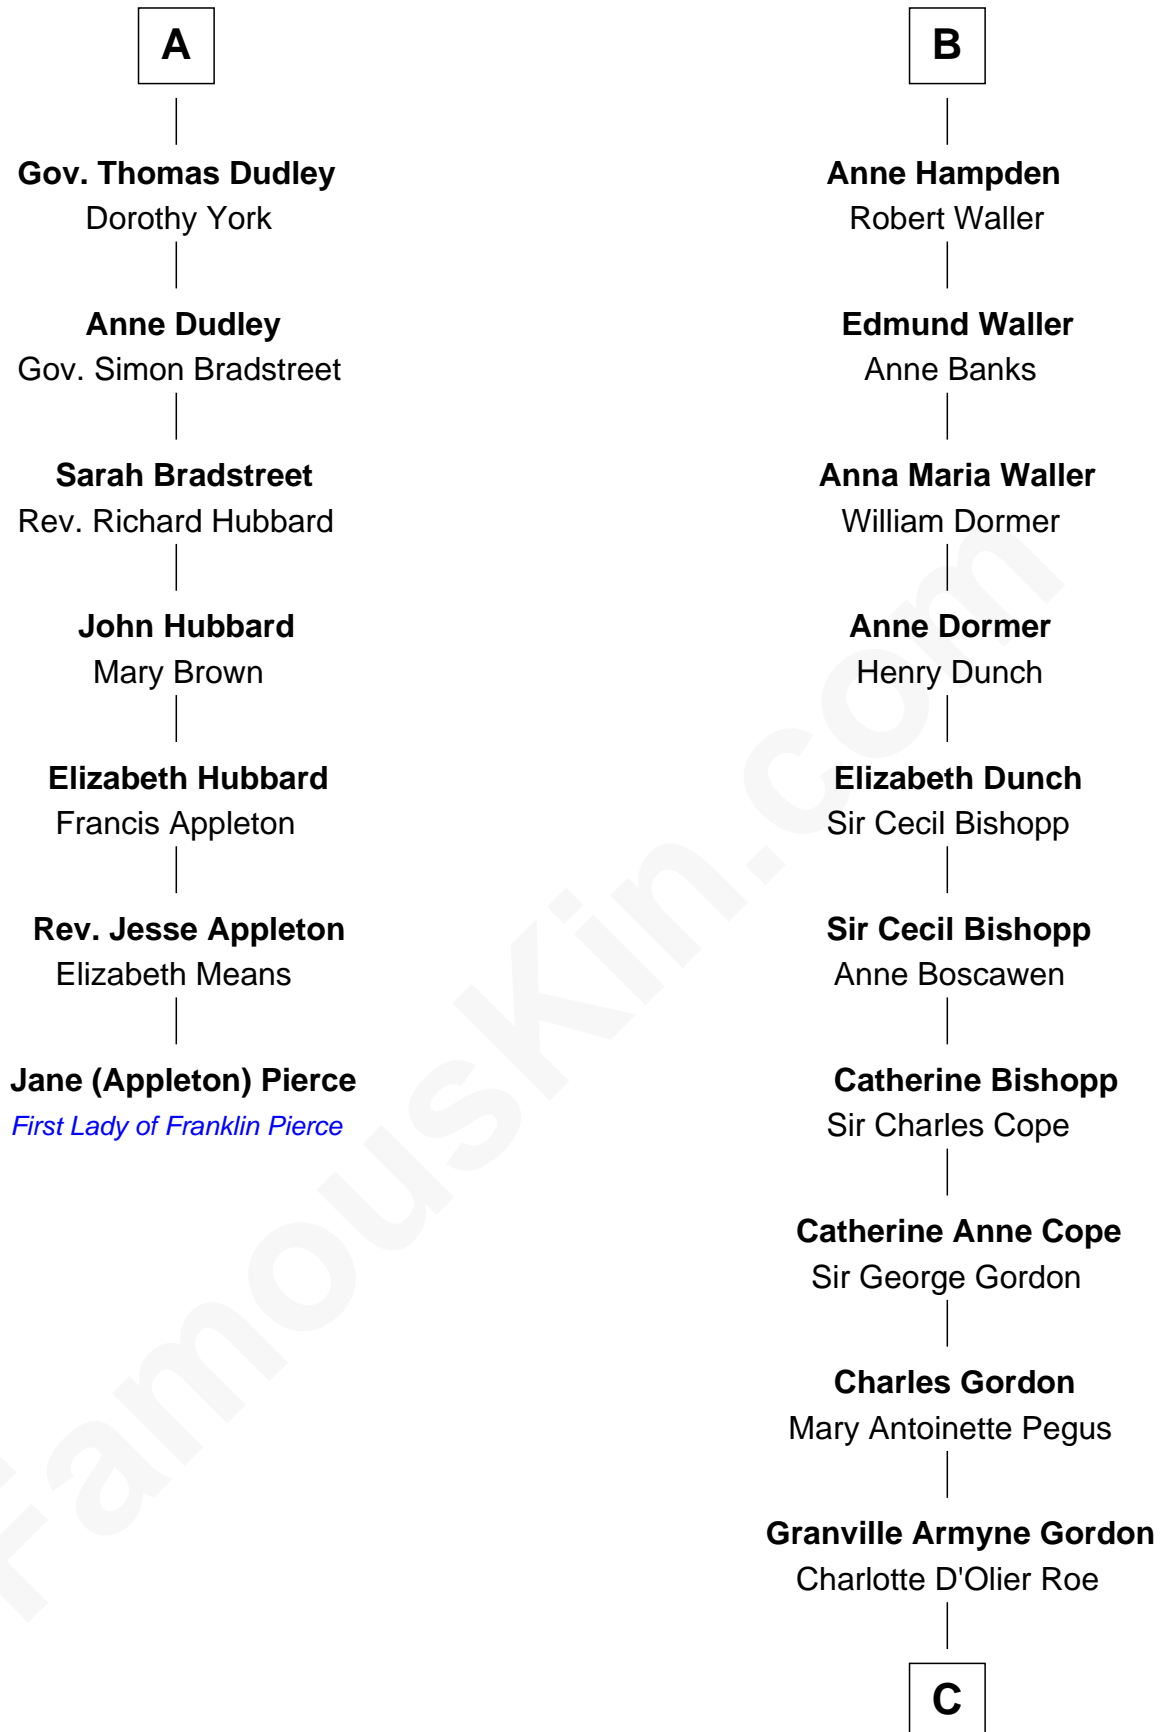 A
Gov. Thomas Dudley
Dorothy York
Anne Dudley
Gov. Simon Bradstreet
Sarah Bradstreet
Rev. Richard Hubbard
John Hubbard
Mary Brown
Elizabeth Hubbard
Francis Appleton
Rev. Jesse Appleton
Elizabeth Means
Jane (Appleton) Pierce
First Lady of Franklin Pierce
B
Anne Hampden
Robert Waller
Edmund Waller
Anne Banks
Anna Maria Waller
William Dormer
Anne Dormer
Henry Dunch
Elizabeth Dunch
Sir Cecil Bishopp
Sir Cecil Bishopp
Anne Boscawen
Catherine Bishopp
Sir Charles Cope
Catherine Anne Cope
Sir George Gordon
Charles Gordon
Mary Antoinette Pegus
Granville Armyne Gordon
Charlotte D'Olier Roe
C
FamousKin.com